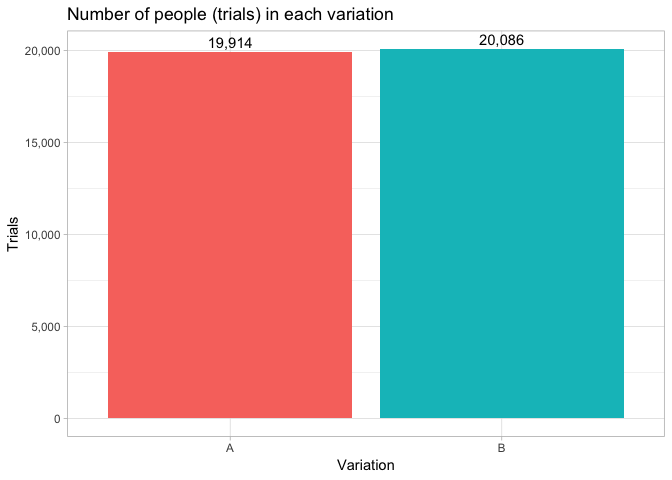 Number of people (trials) in each variation
19,914
20,086
20,000
15,000
10,000
5,000
0
Trials
A
B
Variation